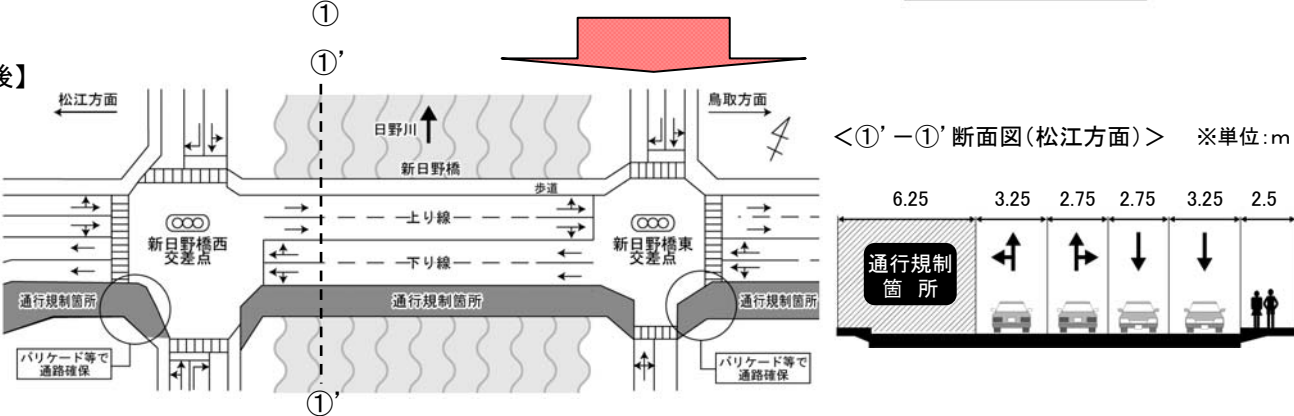 ①
①’
後】
松江方面
鳥取方面
日野川
新日野橋
歩道
上り線
下り線
新日野橋西
交差点
新日野橋東
交差点
通行規制箇所
通行規制箇所
通行規制箇所
バリケード等で
通路確保
バリケード等で
通路確保
①’
<①’－①’断面図(松江方面)> ※単位:m
6.25 3.25 2.75 2.75 3.25 2.5
通行規制
箇 所